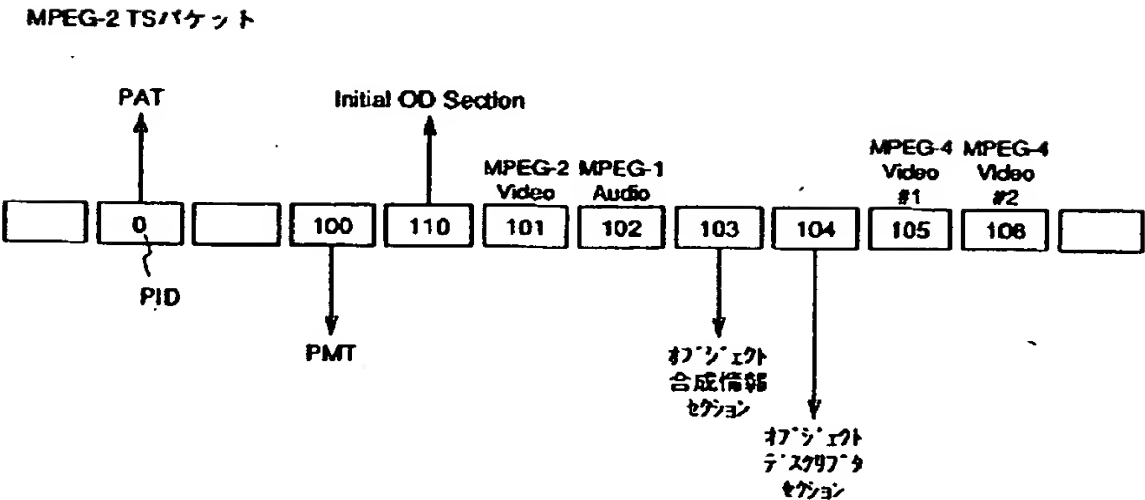 MPEG-2 TSパケット
PAT
Initial OD Section
MPEG-2
Video
MPEG-1
Audio
MPEG-4
Video
#1
MPEG-4
Video
#2
0
100
110
101
102
103
104
105
106
PID
PMT
オブジェクト
合成情報
セクション
オブジェクト
デスクリプタ
セクション